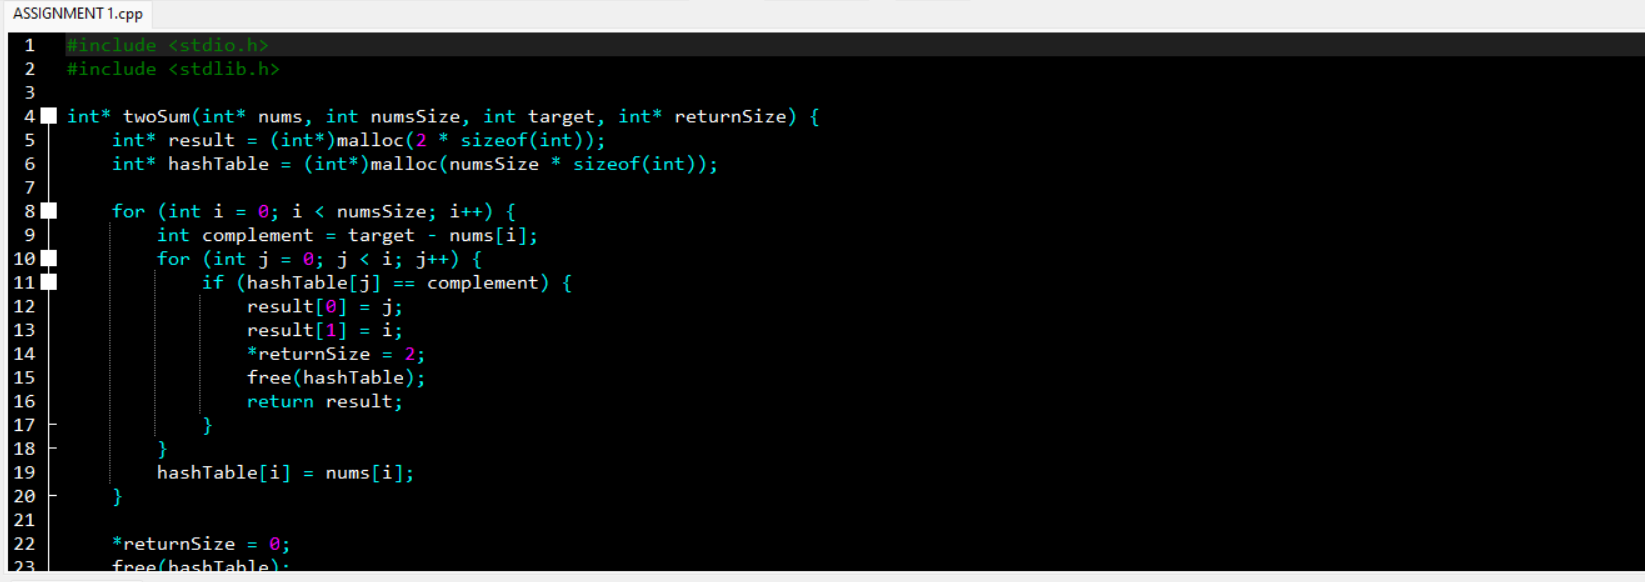 ASSIGNMENT 1.cpp
1 #include <stdio.h>
2 #include <stdlib.h>
3
4 int* twoSum(int* nums, int numsSize, int target, int* returnSize) {
5     int* result = (int*)malloc(2 * sizeof(int));
6     int* hashTable = (int*)malloc(numsSize * sizeof(int));
7
8     for (int i = 0; i < numsSize; i++) {
9         int complement = target - nums[i];
10         for (int j = 0; j < i; j++) {
11             if (hashTable[j] == complement) {
12                 result[0] = j;
13                 result[1] = i;
14                 *returnSize = 2;
15                 free(hashTable);
16                 return result;
17             }
18         }
19         hashTable[i] = nums[i];
20     }
21
22     *returnSize = 0;
23     free(hashTable);